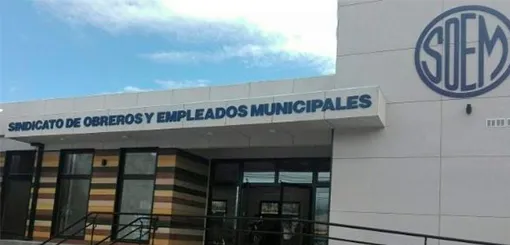 SOEM
SINDICATO DE OBREROS Y EMPLEADOS MUNICIPALES